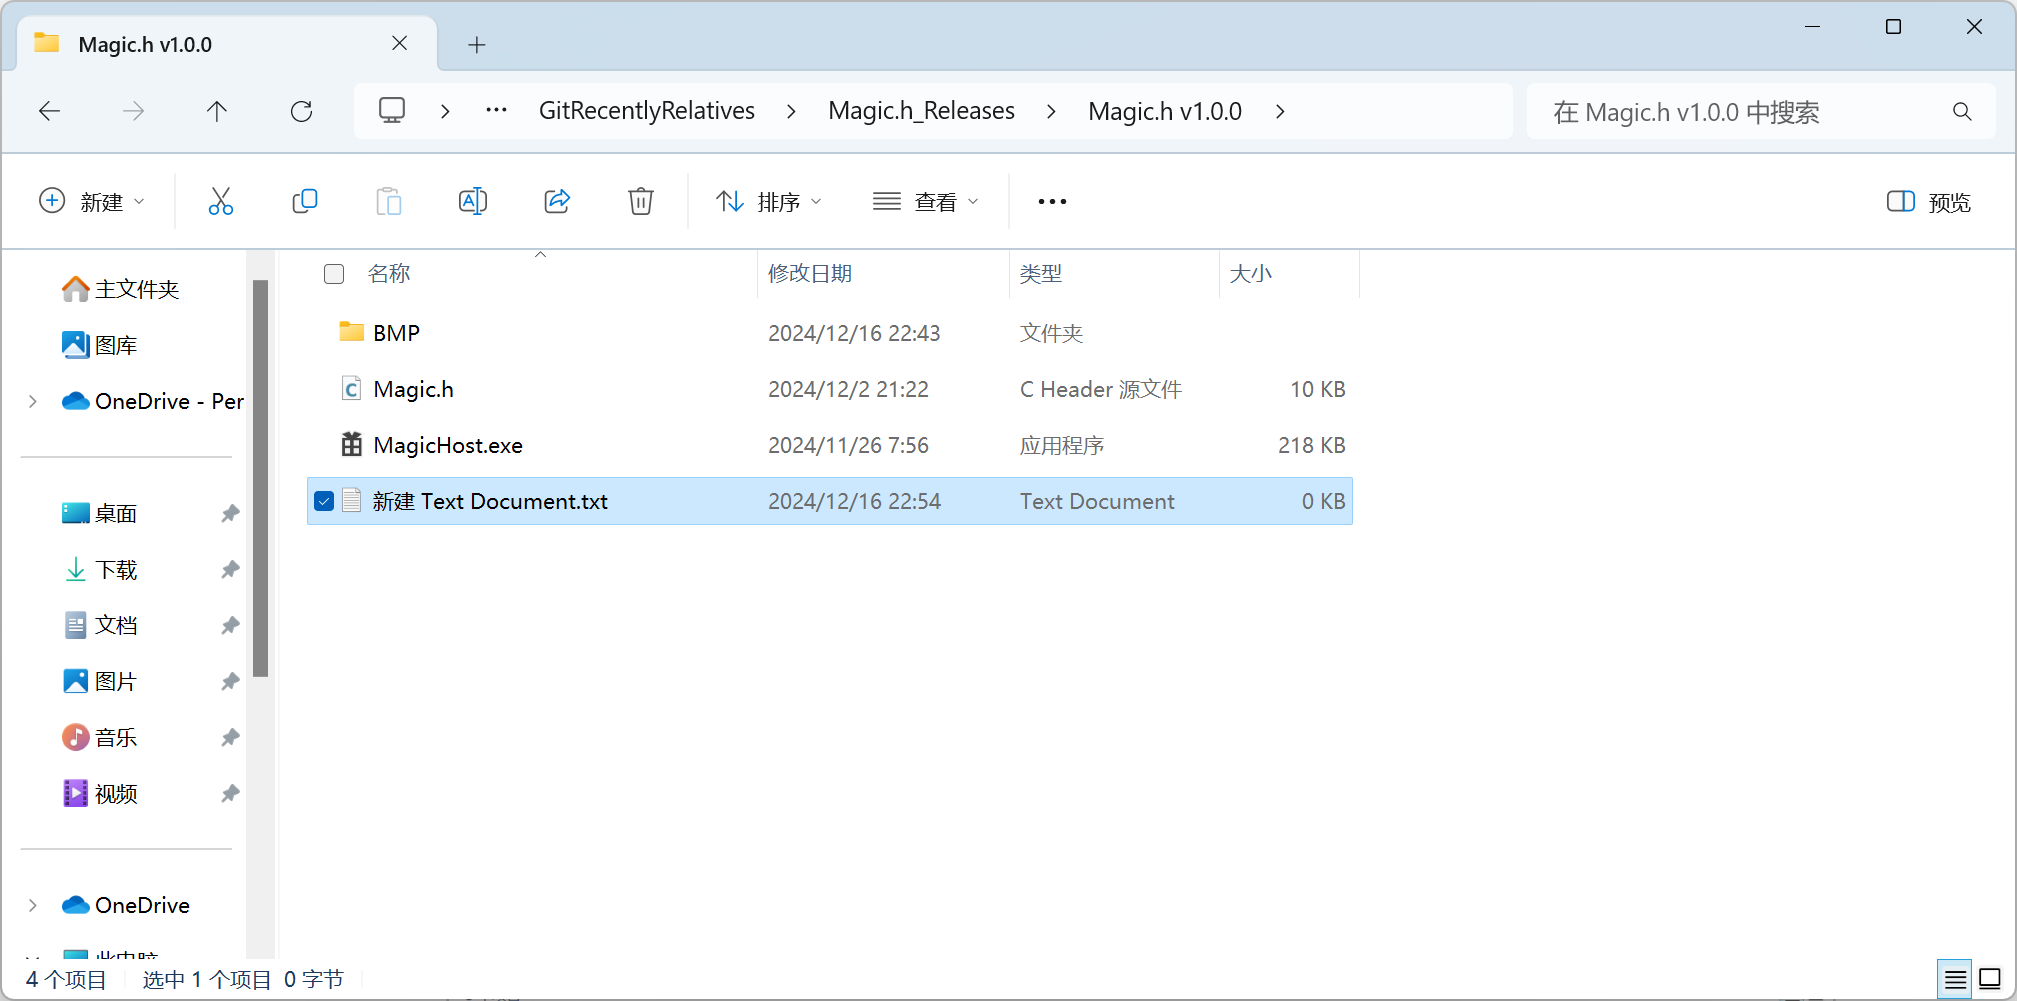 Magic.h v1.0.0
GitRecentlyRelatives Magic.h_Releases Magic.h v1.0.0
在 Magic.h v1.0.0 中搜索
新建 排序 查看 预览
主文件夹
图库
OneDrive - Per
桌面
下载
文档
图片
音乐
视频
OneDrive
此电脑
名称 修改日期 类型 大小
BMP 2024/12/16 22:43 文件夹
Magic.h 2024/12/2 21:22 C Header 源文件 10 KB
MagicHost.exe 2024/11/26 7:56 应用程序 218 KB
新建 Text Document.txt 2024/12/16 22:54 Text Document 0 KB
4 个项目 选中 1 个项目 0 字节